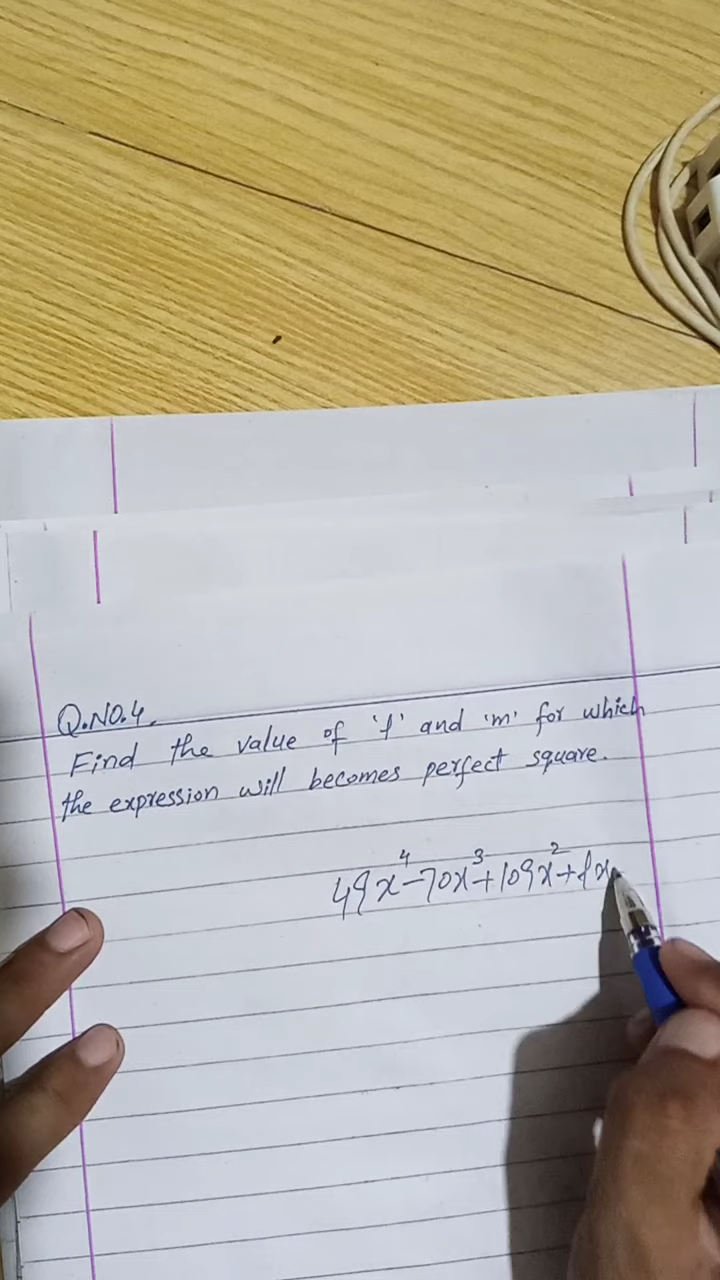 Q.NO.4.
Find the value of 'l' and 'm' for which
the expression will becomes perfect square.
49x⁴-70x³+109x²+lx